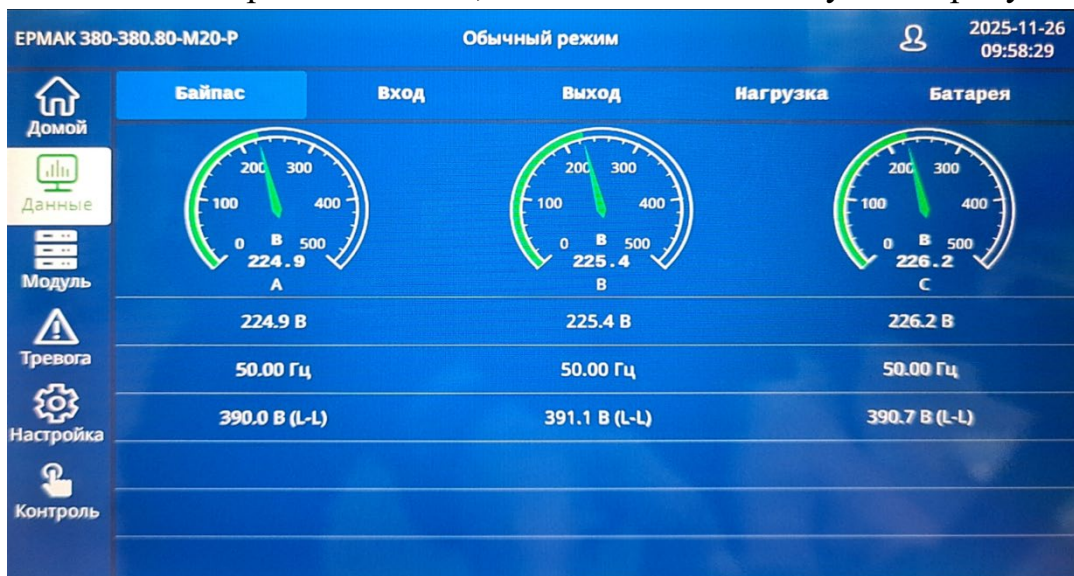 ЕРМАК 380-380.80-М20-Р
Обычный режим
2025-11-26
09:58:29
Домой
Данные
Модуль
Тревога
Настройка
Контроль
Байпас Вход Выход Нагрузка Батарея
0 100 200 300 400 500
В
224.9
A
0 100 200 300 400 500
В
225.4
B
0 100 200 300 400 500
В
226.2
C
224.9 В 225.4 В 226.2 В
50.00 Гц 50.00 Гц 50.00 Гц
390.0 В (L-L) 391.1 В (L-L) 390.7 В (L-L)